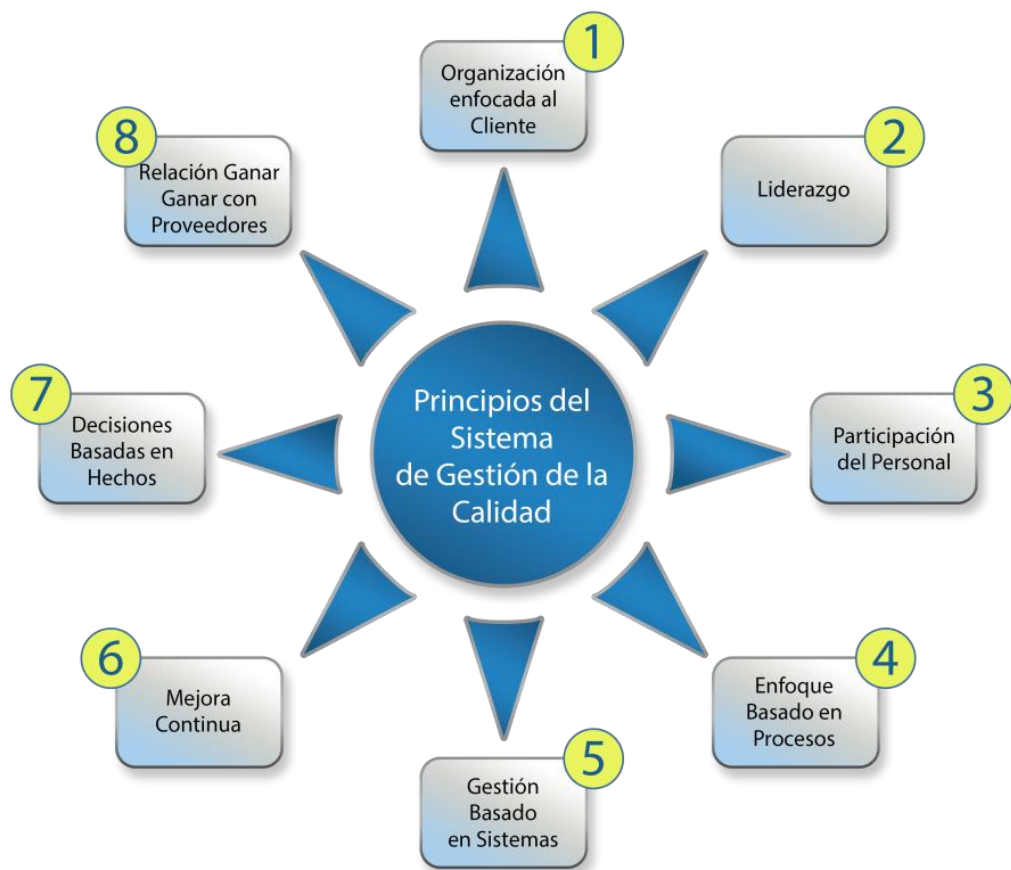 Principios del
Sistema
de Gestión de la
Calidad
1
Organización
enfocada al
Cliente
2
Liderazgo
3
Participación
del Personal
4
Enfoque
Basado en
Procesos
5
Gestión
Basado
en Sistemas
6
Mejora
Continua
7
Decisiones
Basadas en
Hechos
8
Relación Ganar
Ganar con
Proveedores